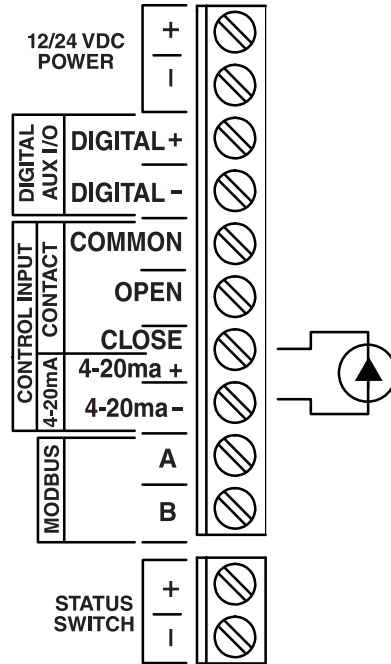 12/24 VDC
POWER
+
–
DIGITAL
AUX I/O
DIGITAL +
DIGITAL –
CONTROL INPUT
CONTACT
COMMON
OPEN
CLOSE
4-20mA
4-20ma +
4-20ma –
MODBUS
A
B
STATUS
SWITCH
+
–